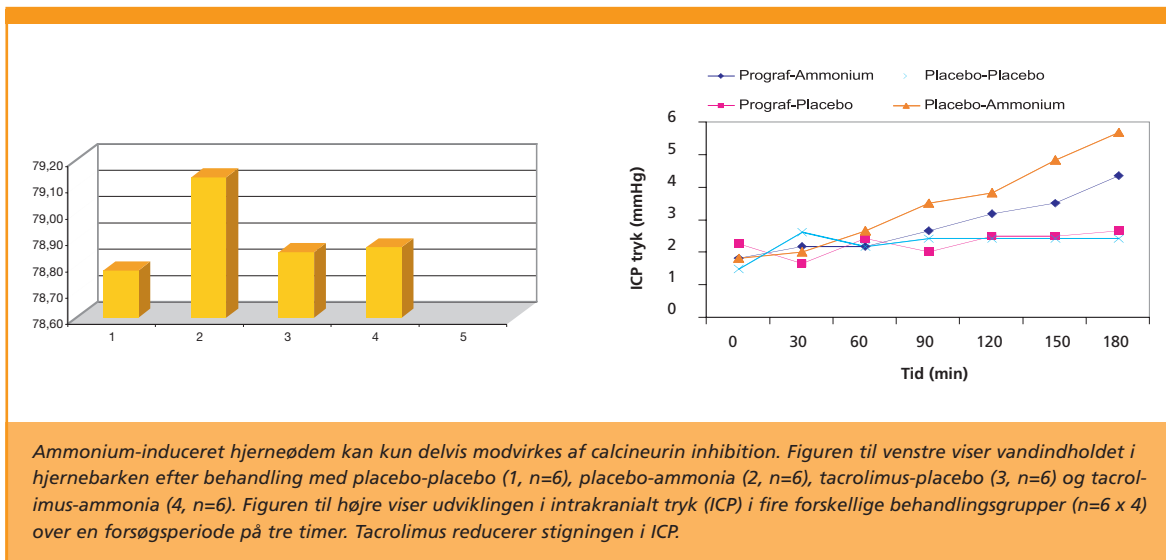 79,20
79,10
79,00
78,90
78,80
78,70
78,60
1 2 3 4 5
Prograf-Ammonium Placebo-Placebo
Prograf-Placebo Placebo-Ammonium
6
5
4
3
2
1
0
ICP tryk (mmHg)
0 30 60 90 120 150 180
Tid (min)
Ammonium-induceret hjerneødem kan kun delvis modvirkes af calcineurin inhibition. Figuren til venstre viser vandindholdet i
hjernebarken efter behandling med placebo-placebo (1, n=6), placebo-ammonia (2, n=6), tacrolimus-placebo (3, n=6) og tacrol-
imus-ammonia (4, n=6). Figuren til højre viser udviklingen i intrakranialt tryk (ICP) i fire forskellige behandlingsgrupper (n=6 x 4)
over en forsøgsperiode på tre timer. Tacrolimus reducerer stigningen i ICP.